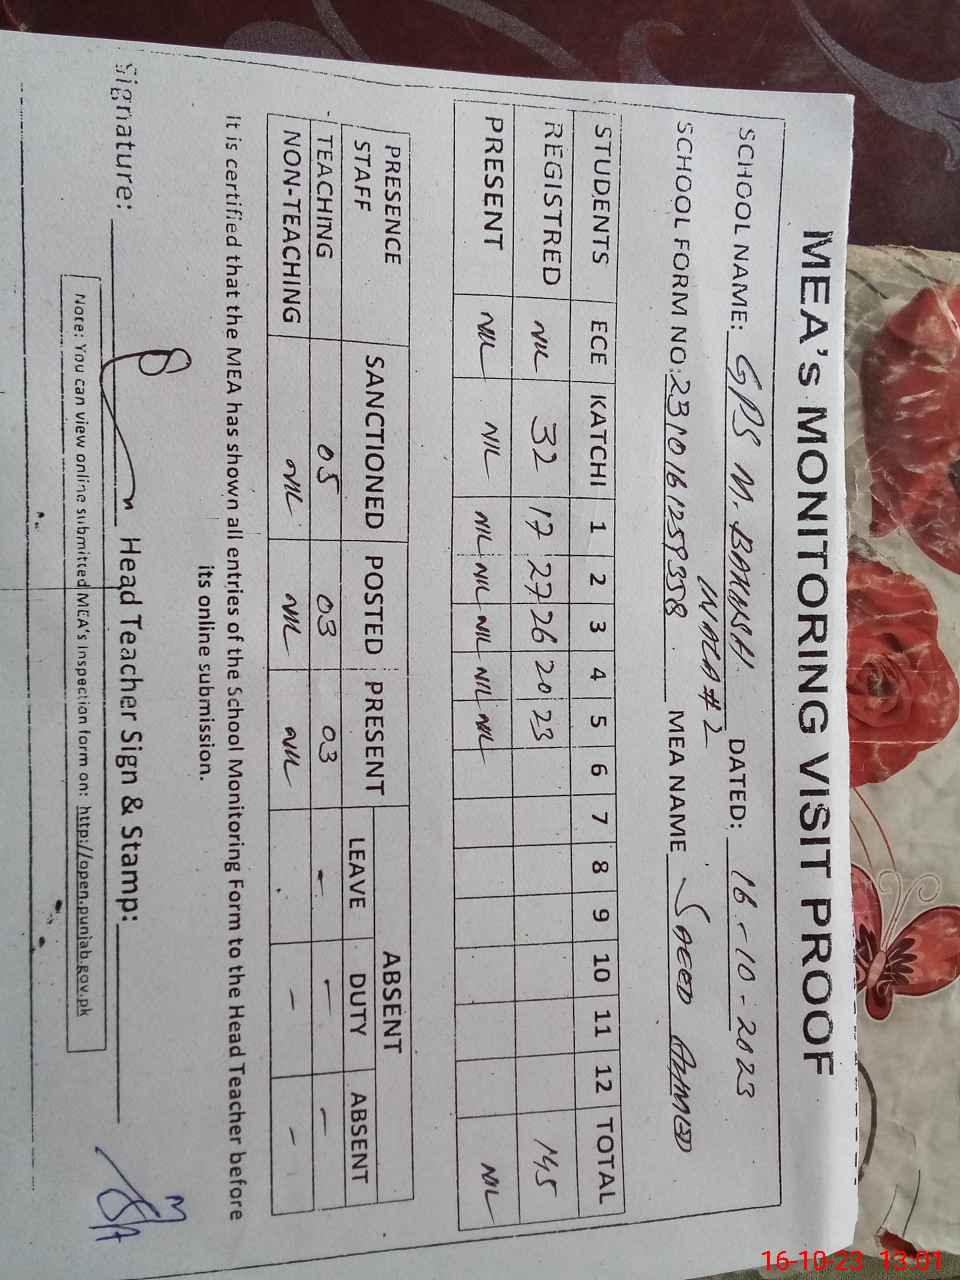 MEA's MONITORING VISIT PROOF
SCHOOL NAME: GPS M. BAKHSH DATED: 16-10-2023
WALA #2
SCHOOL FORM NO: 2310161259358 MEA NAME SAEED AHMED
STUDENTS ECE KATCHI 1 2 3 4 5 6 7 8 9 10 11 12 TOTAL
REGISTRED NIL 32 17 27 26 20 23 145
PRESENT NIL NIL NIL NIL NIL NIL NIL NIL
PRESENCE STAFF SANCTIONED POSTED PRESENT ABSENT
LEAVE DUTY ABSENT
TEACHING 05 03 03 - - -
NON-TEACHING NIL NIL NIL . - -
It is certified that the MEA has shown all entries of the School Monitoring Form to the Head Teacher before
its online submission.
Signature: Head Teacher Sign & Stamp:
Note: You can view online submitted MEA's inspection form on: http://open.punjab.gov.pk
16-10-23 13:01